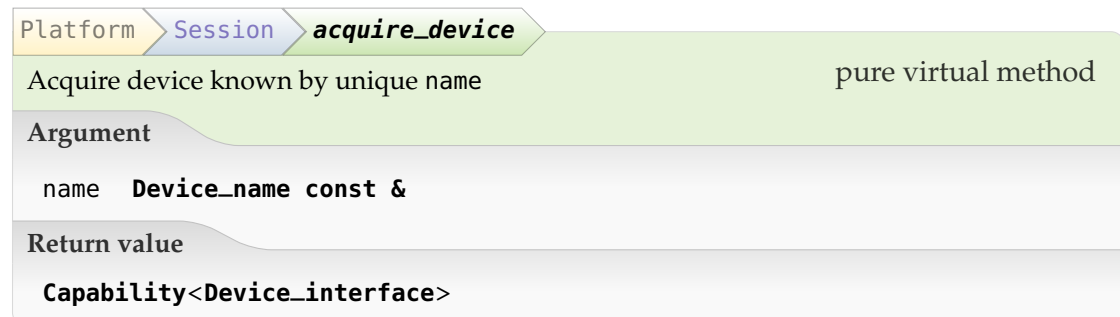 Platform Session acquire_device
Acquire device known by unique name
pure virtual method
Argument
name Device_name const &
Return value
Capability<Device_interface>